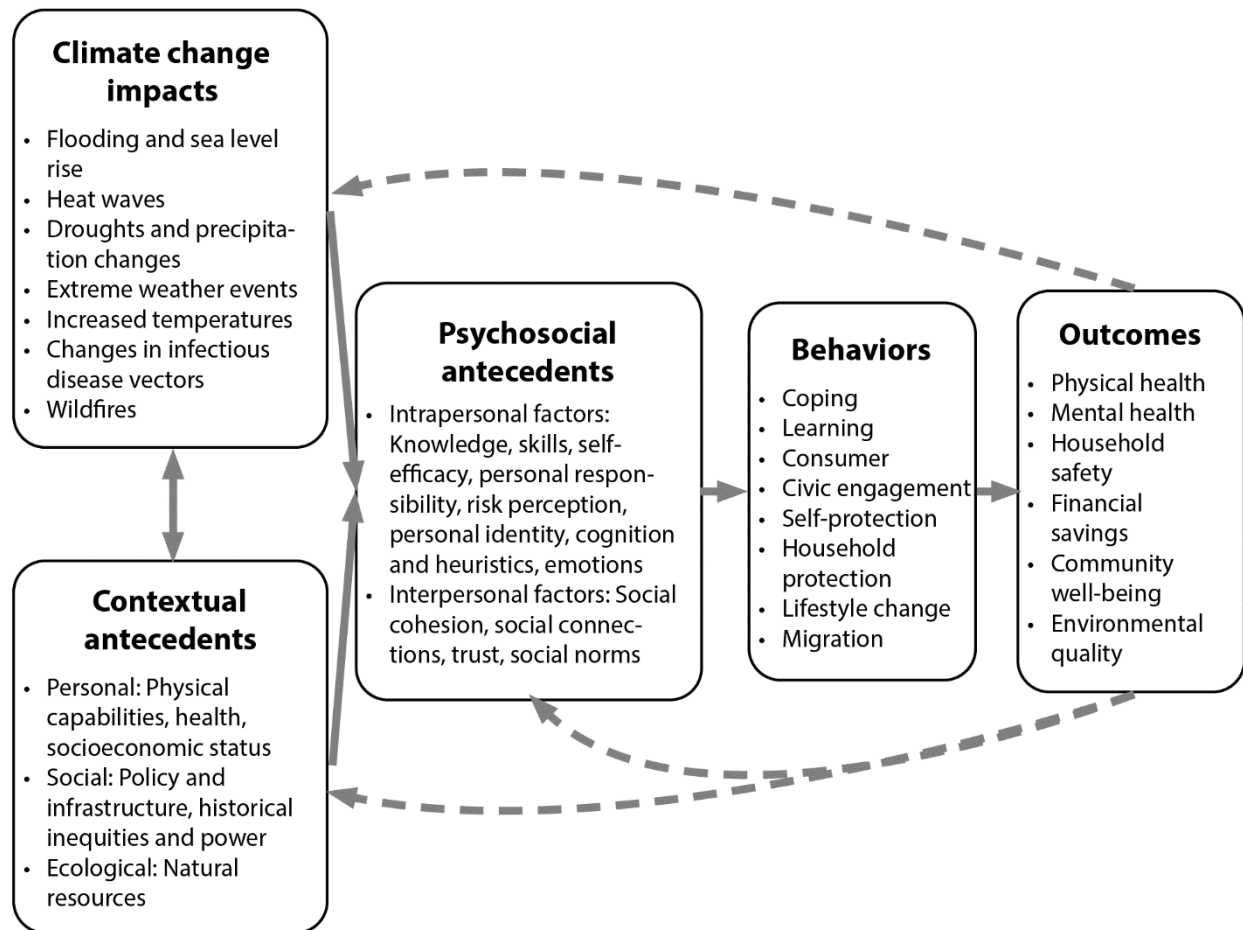 Climate change
impacts
• Flooding and sea level
rise
• Heat waves
• Droughts and precipita-
tion changes
• Extreme weather events
• Increased temperatures
• Changes in infectious
disease vectors
• Wildfires
Contextual
antecedents
• Personal: Physical
capabilities, health,
socioeconomic status
• Social: Policy and
infrastructure, historical
inequities and power
• Ecological: Natural
resources
Psychosocial
antecedents
• Intrapersonal factors:
Knowledge, skills, self-
efficacy, personal respon-
sibility, risk perception,
personal identity, cognition
and heuristics, emotions
• Interpersonal factors: Social
cohesion, social connec-
tions, trust, social norms
Behaviors
• Coping
• Learning
• Consumer
• Civic engagement
• Self-protection
• Household
protection
• Lifestyle change
• Migration
Outcomes
• Physical health
• Mental health
• Household
safety
• Financial
savings
• Community
well-being
• Environmental
quality